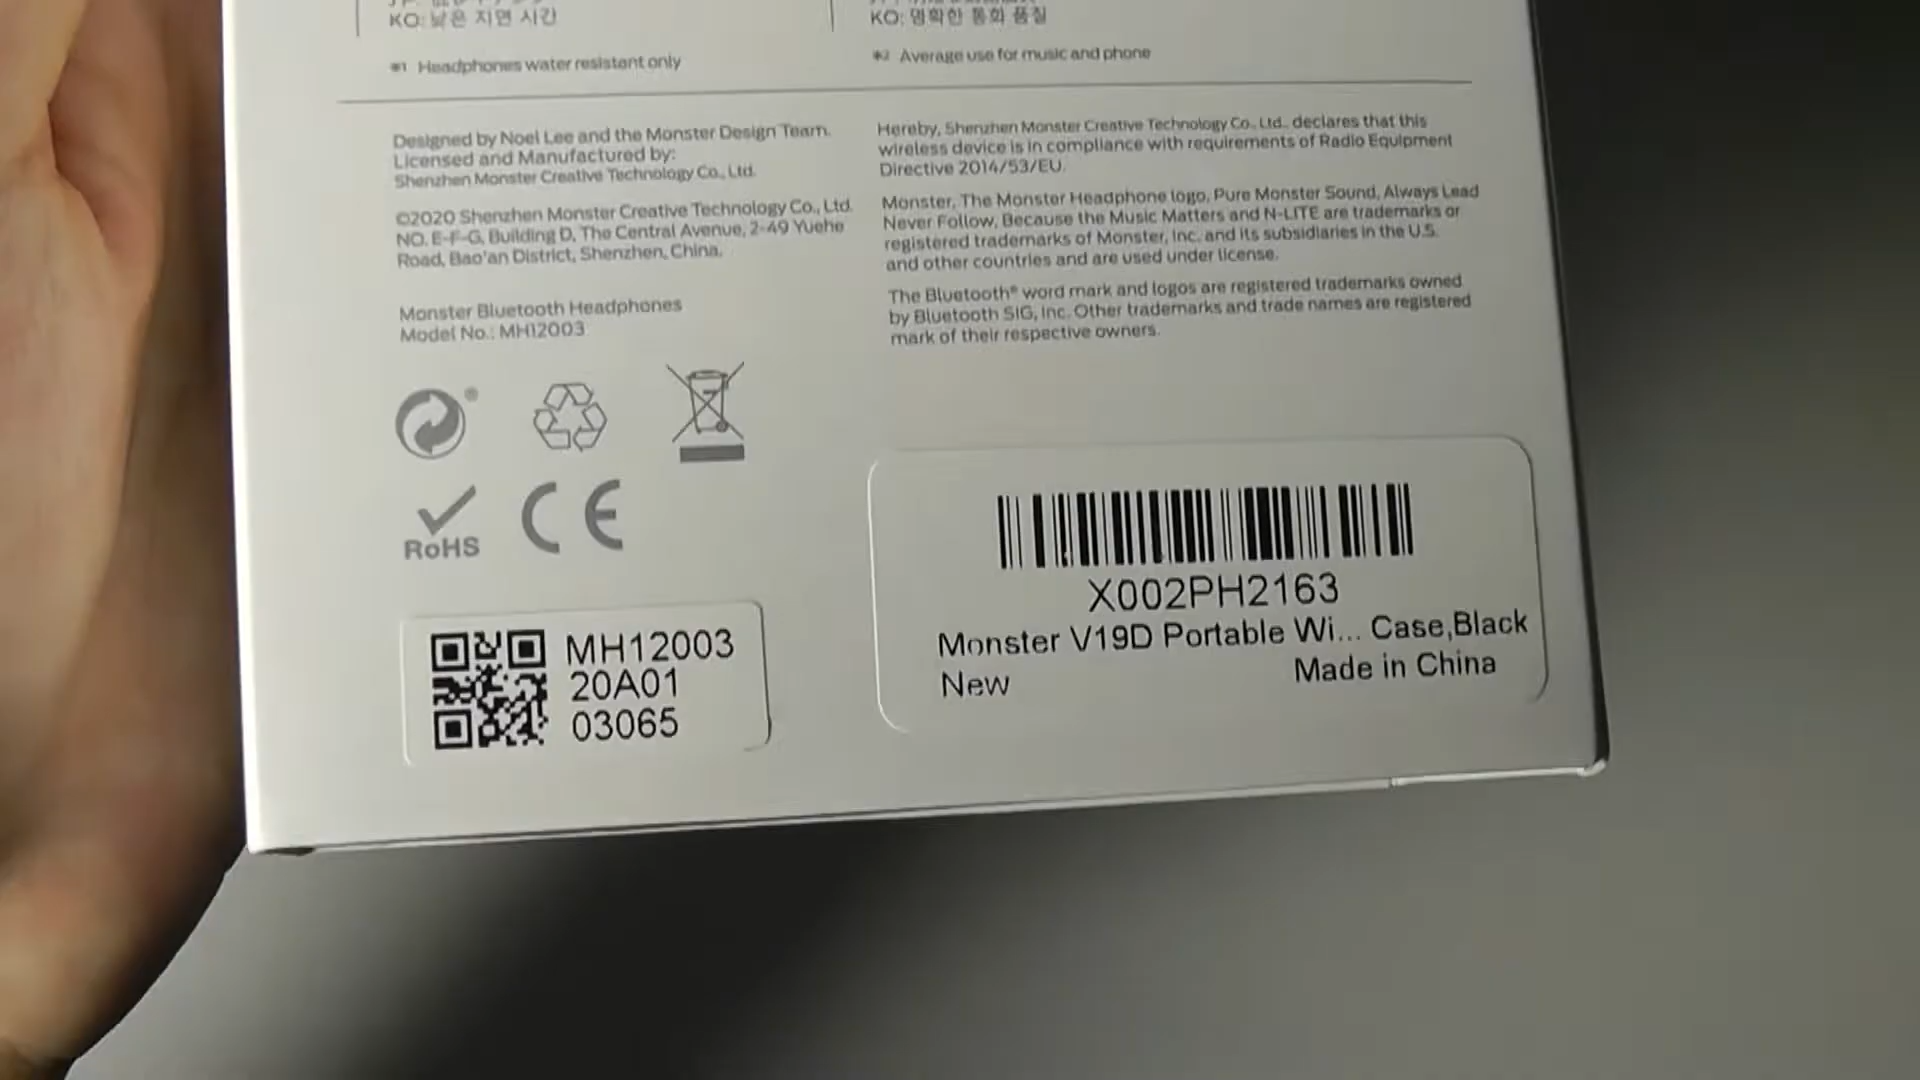 KO: 낮은 지연 시간
KO: 명확한 통화 품질
*1 Headphones water resistant only
*2 Average use for music and phone
Designed by Noel Lee and the Monster Design Team.
Licensed and Manufactured by:
Shenzhen Monster Creative Technology Co., Ltd.
©2020 Shenzhen Monster Creative Technology Co., Ltd.
NO. E-F-G, Building D, The Central Avenue, 2-49 Yuehe
Road, Bao'an District, Shenzhen, China.
Monster Bluetooth Headphones
Model No.: MH12003
Hereby, Shenzhen Monster Creative Technology Co., Ltd. declares that this
wireless device is in compliance with requirements of Radio Equipment
Directive 2014/53/EU.
Monster, The Monster Headphone logo, Pure Monster Sound, Always Lead
Never Follow, Because the Music Matters and N-LITE are trademarks or
registered trademarks of Monster, Inc. and its subsidiaries in the U.S.
and other countries and are used under license.
The Bluetooth® word mark and logos are registered trademarks owned
by Bluetooth SIG, Inc. Other trademarks and trade names are registered
mark of their respective owners.
®
RoHS
CE
MH12003
20A01
03065
X002PH2163
Monster V19D Portable Wi... Case,Black
New
Made in China